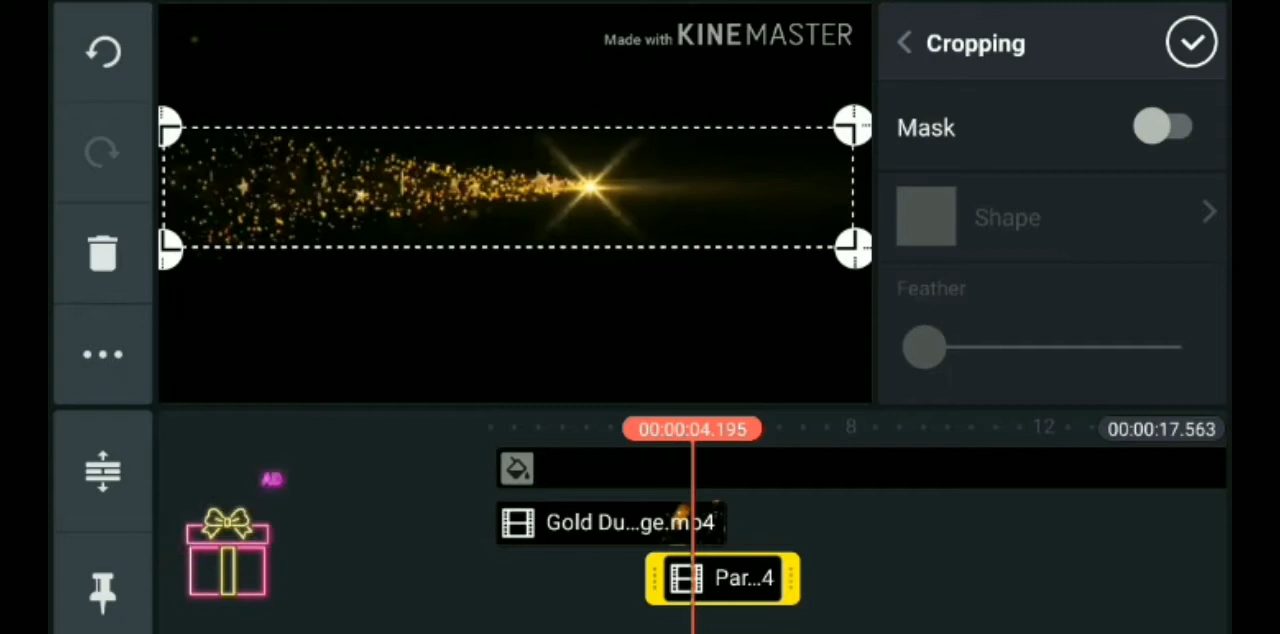 Made with KINEMASTER
Cropping
Mask
Shape
Feather
00:00:04.195
8
12
00:00:17.563
AD
Gold Du...ge.mp4
Par...4